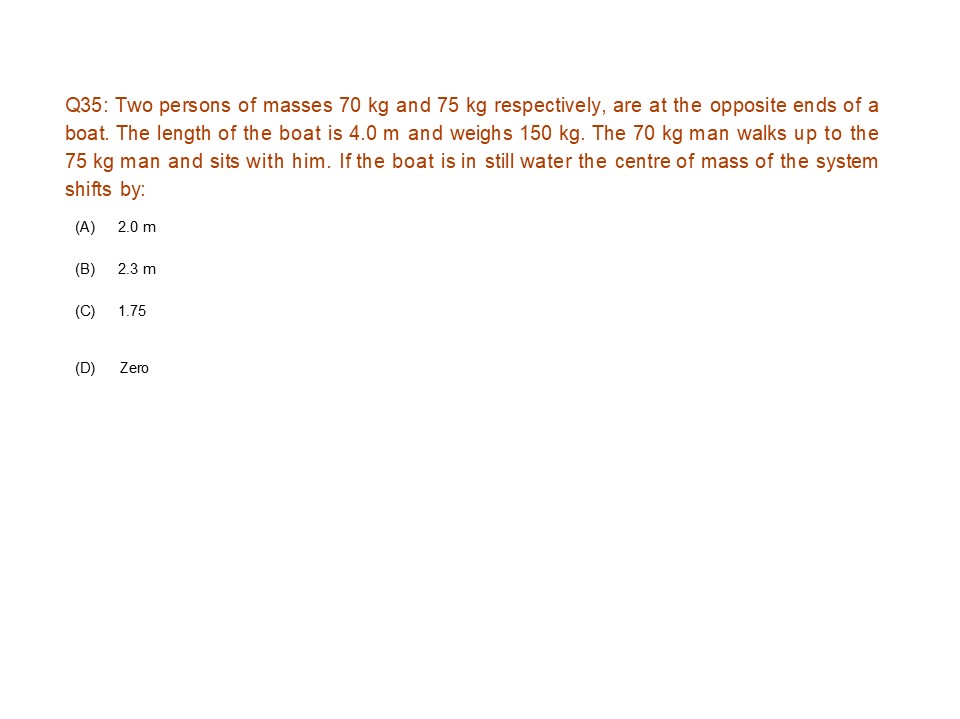 Q35: Two persons of masses 70 kg and 75 kg respectively, are at the opposite ends of a
boat. The length of the boat is 4.0 m and weighs 150 kg. The 70 kg man walks up to the
75 kg man and sits with him. If the boat is in still water the centre of mass of the system
shifts by:
(A) 2.0 m
(B) 2.3 m
(C) 1.75
(D) Zero